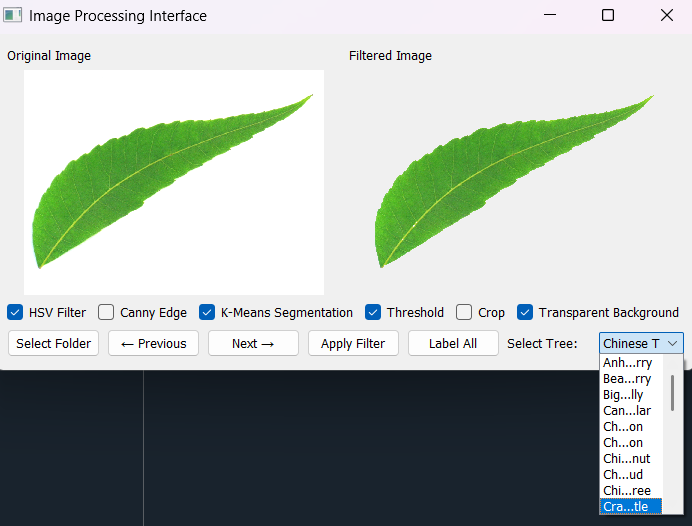 Image Processing Interface
Original Image
Filtered Image
HSV Filter
Canny Edge
K-Means Segmentation
Threshold
Crop
Transparent Background
Select Folder
← Previous
Next →
Apply Filter
Label All
Select Tree:
Chinese T
Anh...rry
Bea...rry
Big...lly
Can...lar
Ch...on
Ch...on
Chi...nut
Ch...ud
Chi...ree
Cra...tle